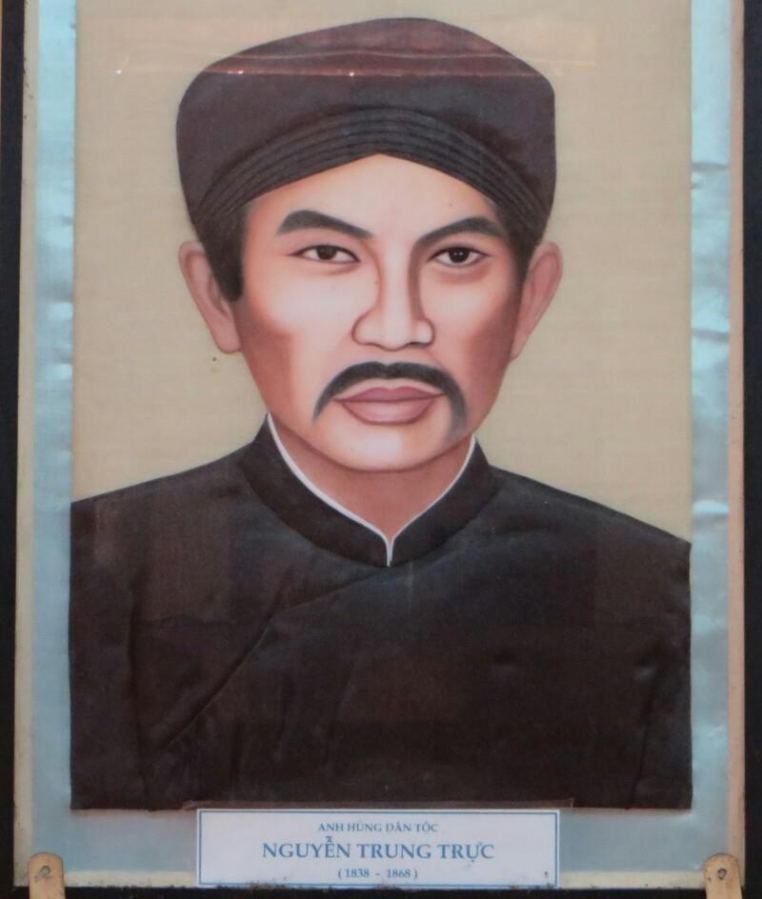 ANH HÙNG DÂN TỘC
NGUYỄN TRUNG TRỰC
( 1838 - 1868 )